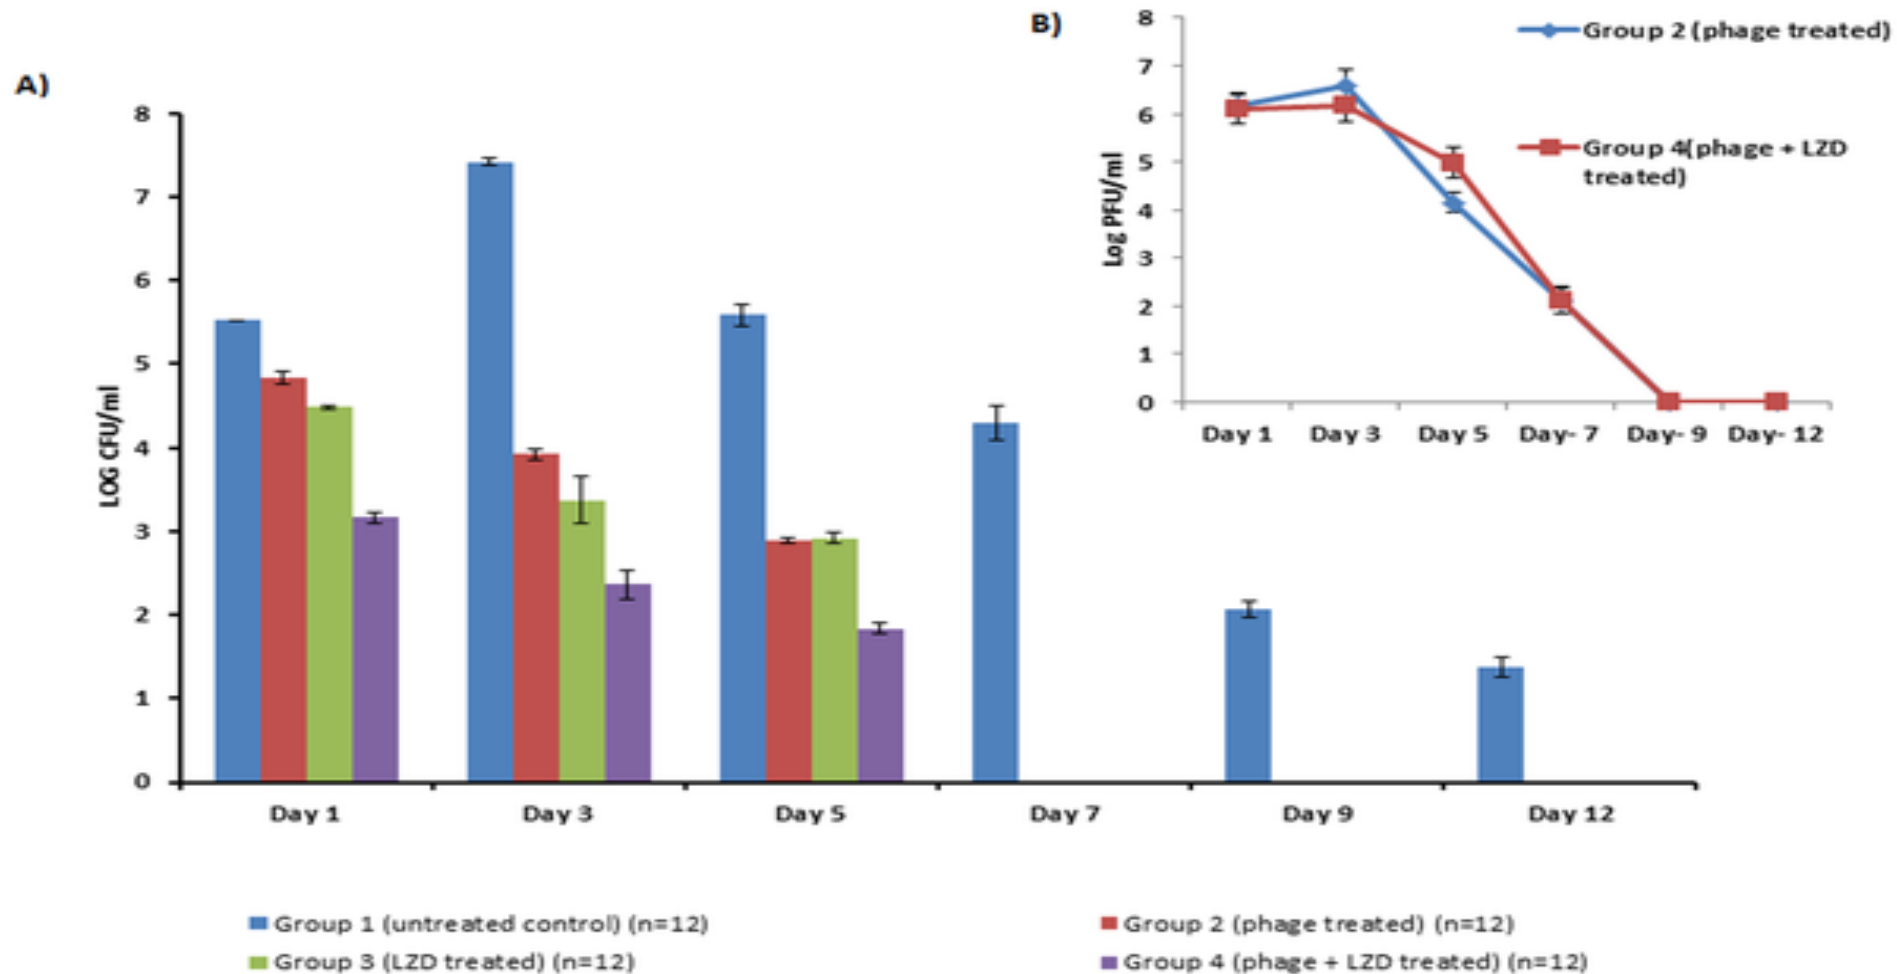 A)
8
7
6
5
4
3
2
1
0
LOG CFU/ml
Day 1
Day 3
Day 5
Day 7
Day 9
Day 12
B)
8
7
6
5
4
3
2
1
0
Log PFU/ml
Day 1
Day 3
Day 5
Day- 7
Day- 9
Day- 12
Group 2 (phage treated)
Group 4(phage + LZD
treated)
Group 1 (untreated control) (n=12)
Group 2 (phage treated) (n=12)
Group 3 (LZD treated) (n=12)
Group 4 (phage + LZD treated) (n=12)